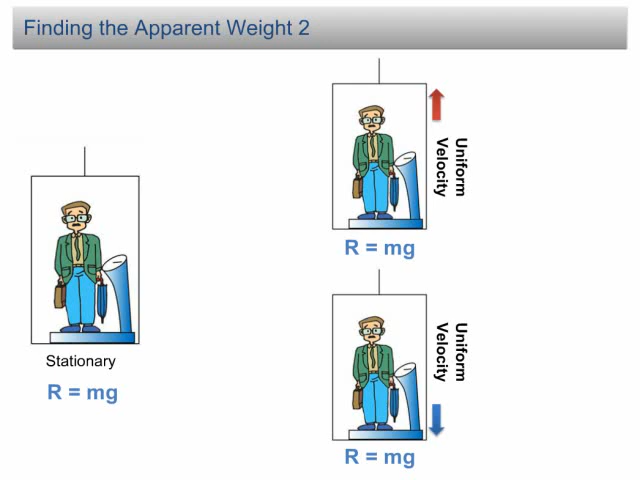 Finding the Apparent Weight 2
Uniform
Velocity
R = mg
Stationary
R = mg
Uniform
Velocity
R = mg